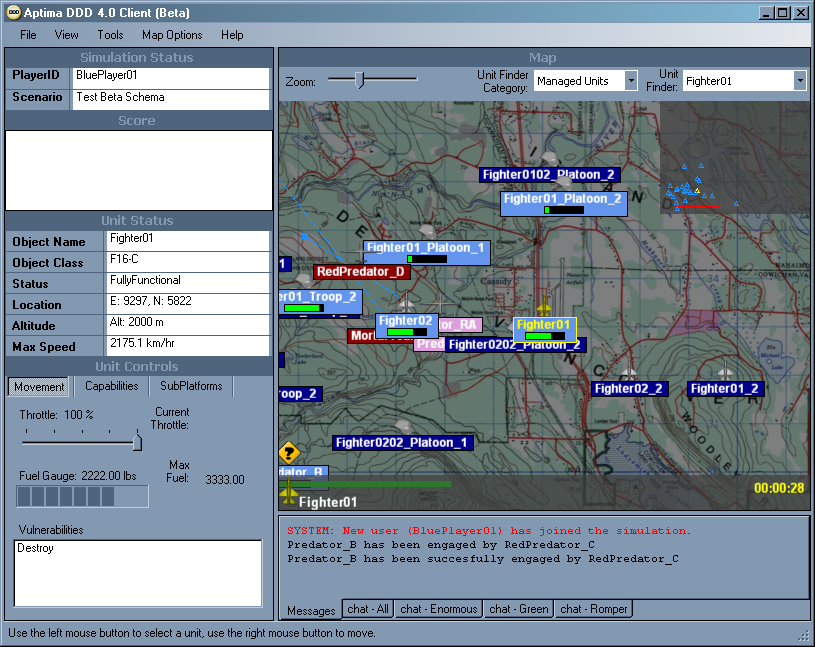 Aptima DDD 4.0 Client (Beta)
File View Tools Map Options Help
Simulation Status
PlayerID BluePlayer01
Scenario Test Beta Schema
Score
Unit Status
Object Name Fighter01
Object Class F16-C
Status FullyFunctional
Location E: 9297, N: 5822
Altitude Alt: 2000 m
Max Speed 2175.1 km/hr
Unit Controls
Movement Capabilities SubPlatforms
Throttle: 100 %
Current Throttle:
Fuel Gauge: 2222.00 lbs
Max Fuel: 3333.00
Vulnerabilities
Destroy
Map
Zoom:
Unit Finder Category: Managed Units
Unit Finder: Fighter01
Fighter0102_Platoon_2
Fighter01_Platoon_2
Fighter01_Platoon_1
RedPredator_D
er01_Troop_2
Fighter02
tor_RA
Fighter01
Pred
Fighter0202_Platoon_2
Cassidy
Fighter02_2
Fighter01_2
roop_2
Fighter0202_Platoon_1
?
dator_B
Fighter01
00:00:28
SYSTEM: New user (BluePlayer01) has joined the simulation.
Predator_B has been engaged by RedPredator_C
Predator_B has been succesfully engaged by RedPredator_C
Messages chat - All chat - Enormous chat - Green chat - Romper
Use the left mouse button to select a unit, use the right mouse button to move.